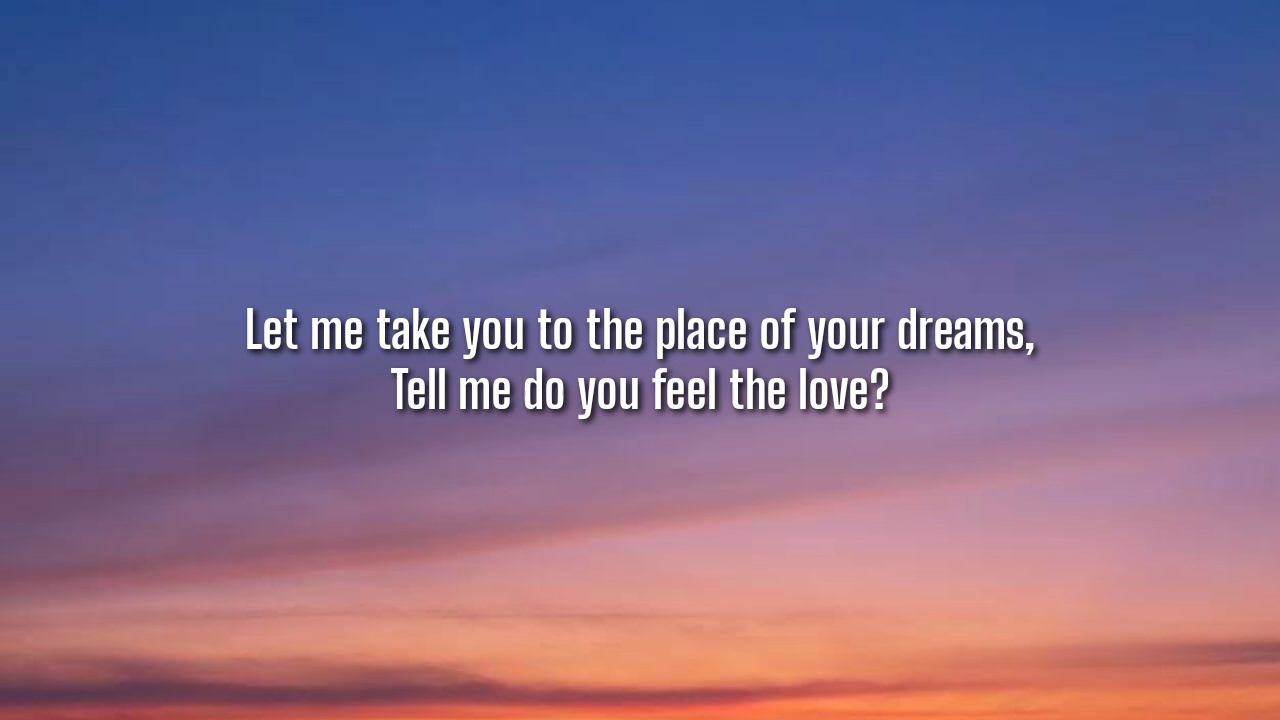 Let me take you to the place of your dreams,
Tell me do you feel the love?